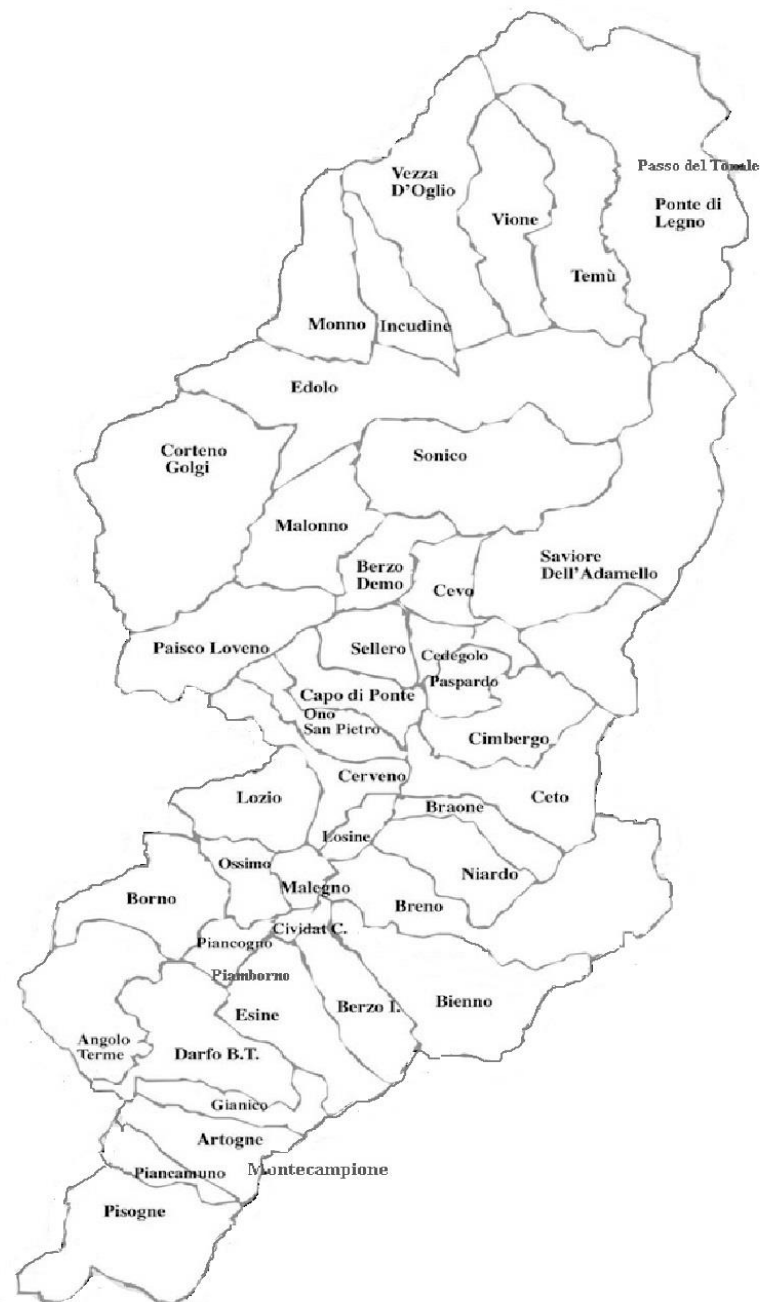 Passo del Tonale
Vezza
D'Oglio
Ponte di
Legno
Vione
Temù
Monno
Incudine
Edolo
Corteno
Golgi
Sonico
Malonno
Berzo
Demo
Saviore
Dell'Adamello
Cevo
Paisco Loveno
Sellero
Cedegolo
Paspardo
Capo di Ponte
Ono
San Pietro
Cimbergo
Cerveno
Lozio
Ceto
Braone
Losine
Ossimo
Niardo
Malegno
Borno
Breno
Cividat C.
Piancogno
Piamborno
Berzo I.
Bienno
Esine
Angolo
Terme
Darfo B.T.
Gianico
Artogne
Montecampione
Piancamuno
Pisogne